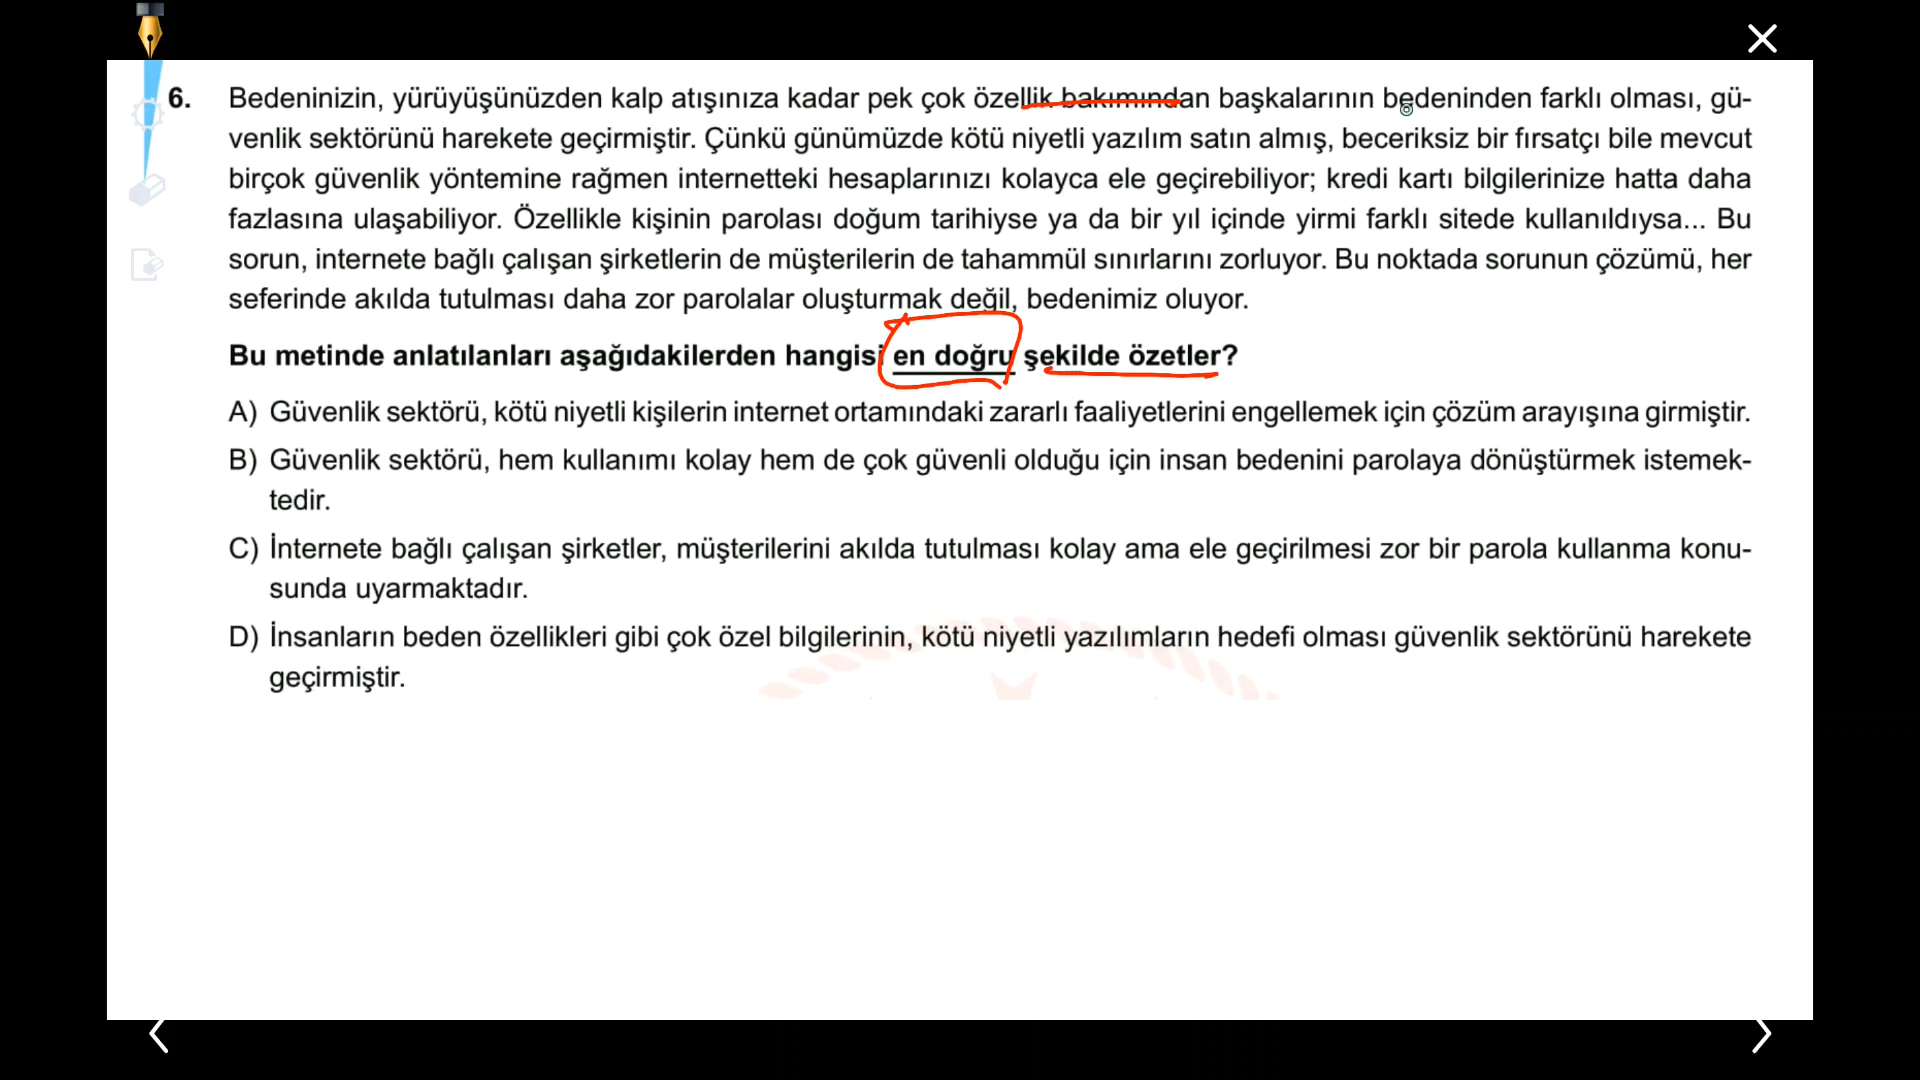 6. Bedeninizin, yürüyüşünüzden kalp atışınıza kadar pek çok özellik bakımından başkalarının bedeninden farklı olması, gü-
venlik sektörünü harekete geçirmiştir. Çünkü günümüzde kötü niyetli yazılım satın almış, beceriksiz bir fırsatçı bile mevcut
birçok güvenlik yöntemine rağmen internetteki hesaplarınızı kolayca ele geçirebiliyor; kredi kartı bilgilerinize hatta daha
fazlasına ulaşabiliyor. Özellikle kişinin parolası doğum tarihiyse ya da bir yıl içinde yirmi farklı sitede kullanıldıysa... Bu
sorun, internete bağlı çalışan şirketlerin de müşterilerin de tahammül sınırlarını zorluyor. Bu noktada sorunun çözümü, her
seferinde akılda tutulması daha zor parolalar oluşturmak değil, bedenimiz oluyor.
Bu metinde anlatılanları aşağıdakilerden hangisi en doğru şekilde özetler?
A) Güvenlik sektörü, kötü niyetli kişilerin internet ortamındaki zararlı faaliyetlerini engellemek için çözüm arayışına girmiştir.
B) Güvenlik sektörü, hem kullanımı kolay hem de çok güvenli olduğu için insan bedenini parolaya dönüştürmek istemek-
tedir.
C) İnternete bağlı çalışan şirketler, müşterilerini akılda tutulması kolay ama ele geçirilmesi zor bir parola kullanma konu-
sunda uyarmaktadır.
D) İnsanların beden özellikleri gibi çok özel bilgilerinin, kötü niyetli yazılımların hedefi olması güvenlik sektörünü harekete
geçirmiştir.